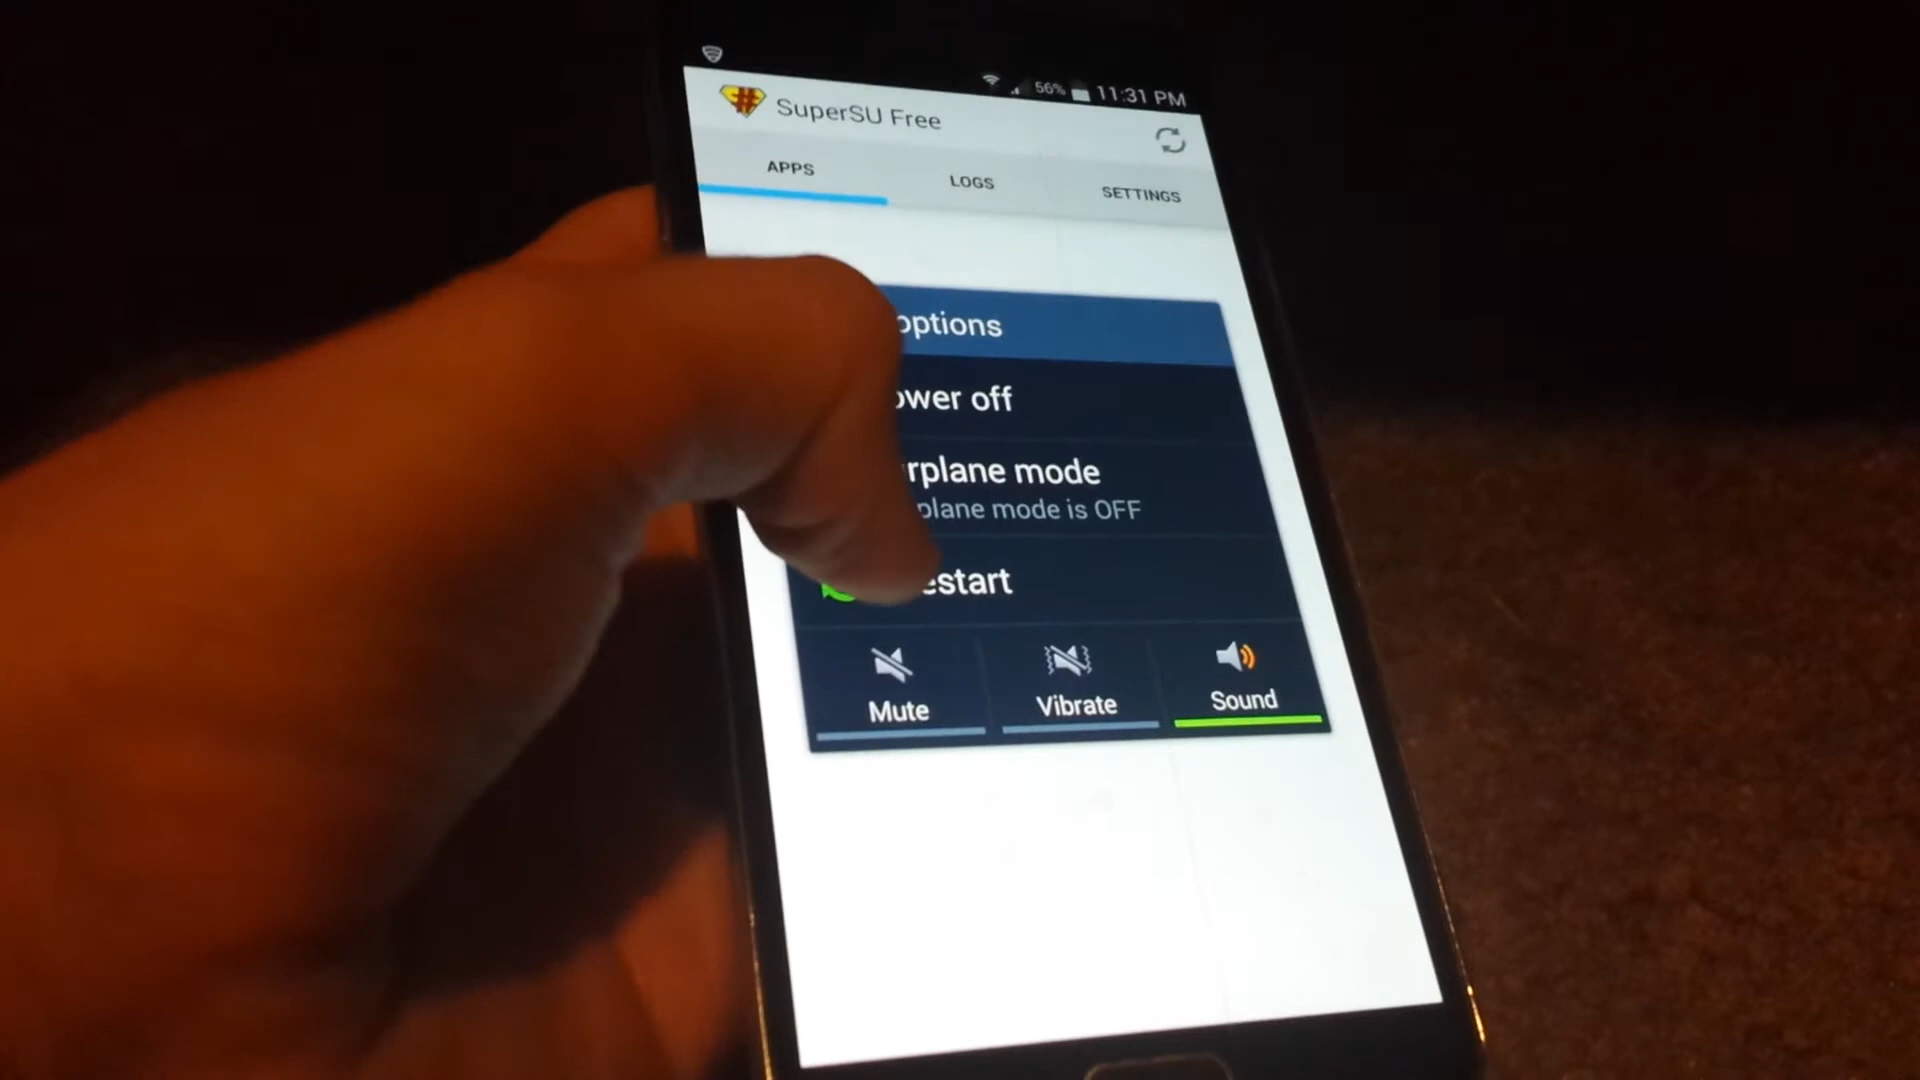 56% 11:31 PM
SuperSU Free
APPS LOGS SETTINGS
options
ower off
rplane mode
plane mode is OFF
estart
Mute Vibrate Sound